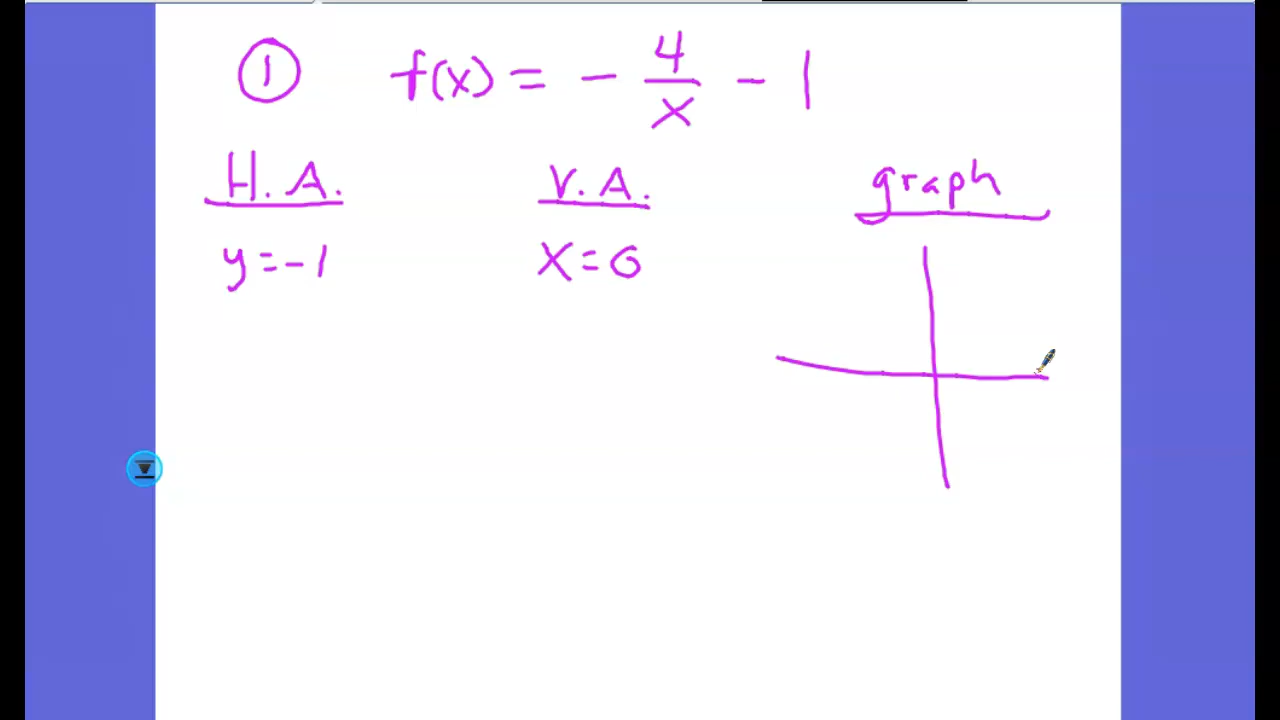 ① f(x) = - 4/x - 1
H.A. V.A. graph
y=-1 x=0